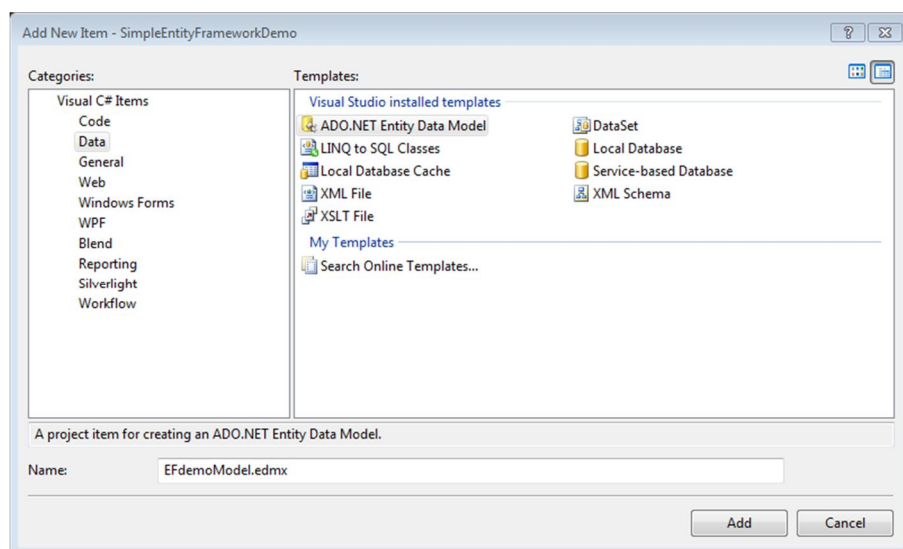 Add New Item - SimpleEntityFrameworkDemo
Categories:
Templates:
Visual C# Items
Code
Data
General
Web
Windows Forms
WPF
Blend
Reporting
Silverlight
Workflow
Visual Studio installed templates
ADO.NET Entity Data Model
DataSet
LINQ to SQL Classes
Local Database
Local Database Cache
Service-based Database
XML File
XML Schema
XSLT File
My Templates
Search Online Templates...
A project item for creating an ADO.NET Entity Data Model.
Name:
EFdemoModel.edmx
Add
Cancel